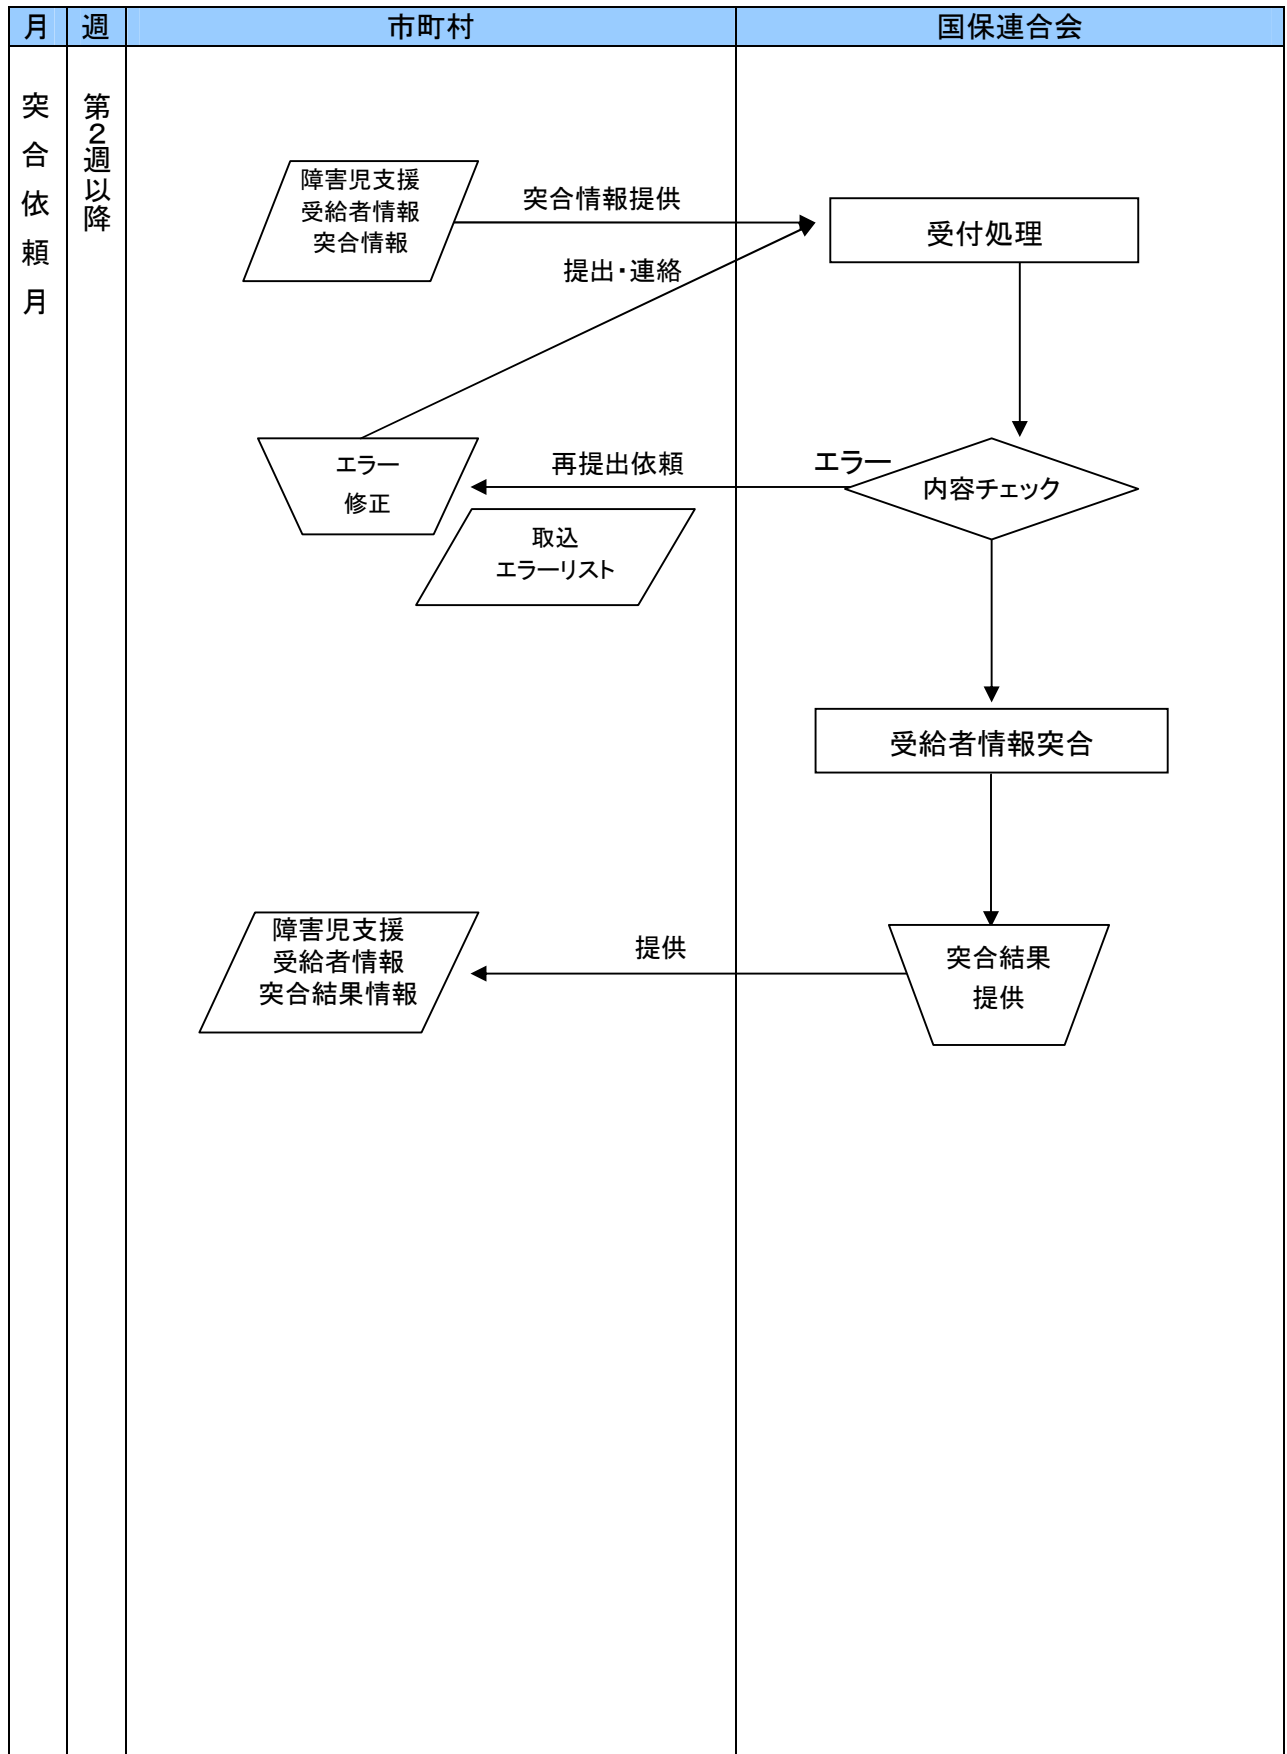 月 週 市町村 国保連合会
突合依頼月
第2週以降
障害児支援
受給者情報
突合情報
突合情報提供
受付処理
提出・連絡
エラー
修正
再提出依頼
エラー
内容チェック
取込
エラーリスト
受給者情報突合
障害児支援
受給者情報
突合結果情報
提供
突合結果
提供